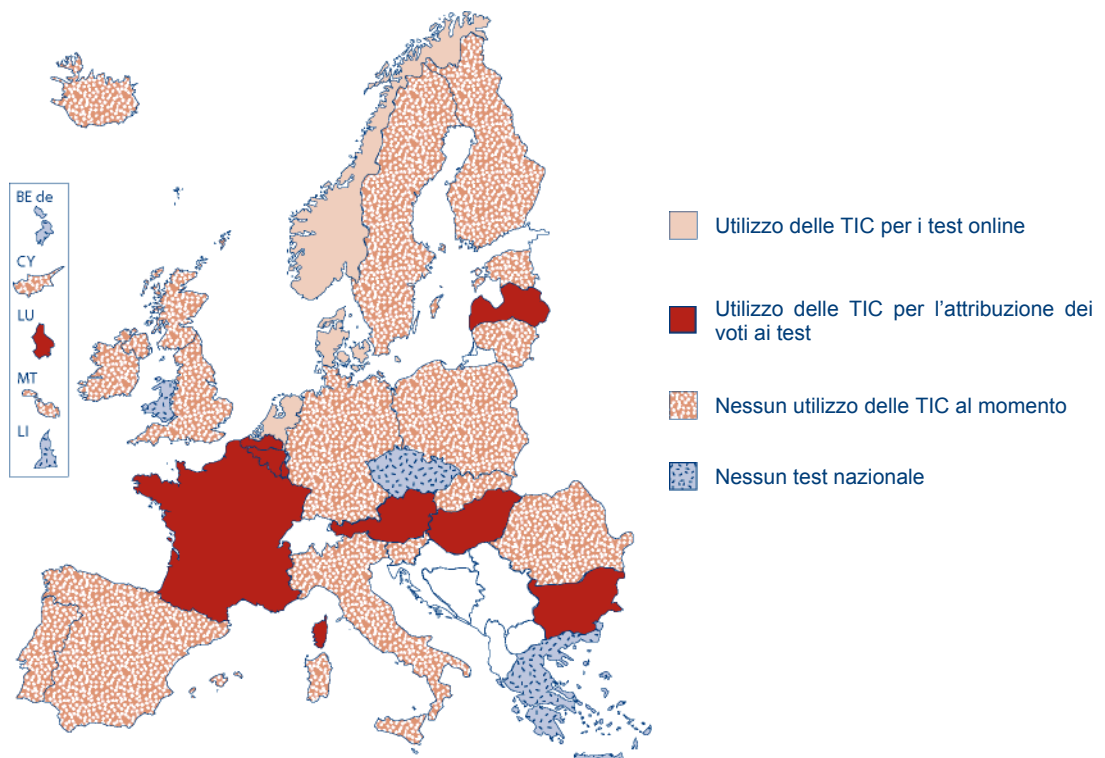 BE de
CY
LU
MT
LI
Utilizzo delle TIC per i test online
Utilizzo delle TIC per l'attribuzione dei
voti ai test
Nessun utilizzo delle TIC al momento
Nessun test nazionale